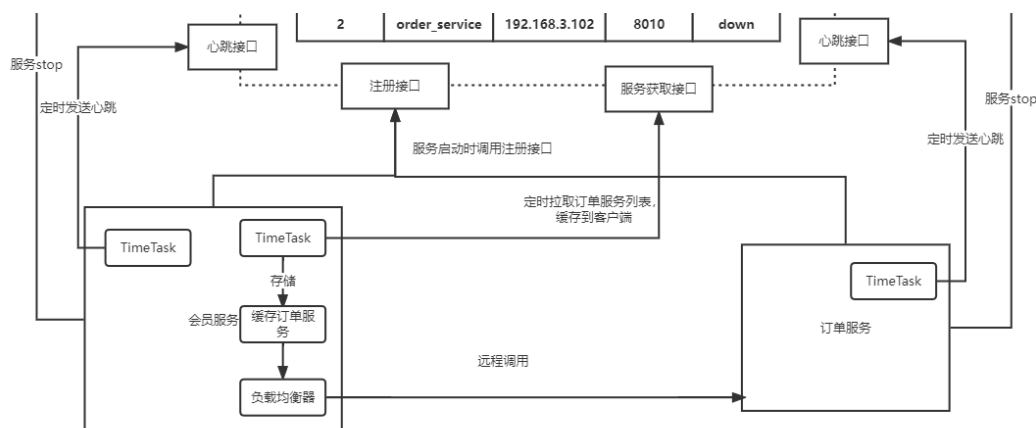 2 order_service 192.168.3.102 8010 down
心跳接口
心跳接口
服务stop
注册接口
服务获取接口
服务stop
定时发送心跳
定时发送心跳
服务启动时调用注册接口
定时拉取订单服务列表，
缓存到客户端
TimeTask
TimeTask
TimeTask
存储
会员服务
缓存订单服
务
订单服务
远程调用
负载均衡器